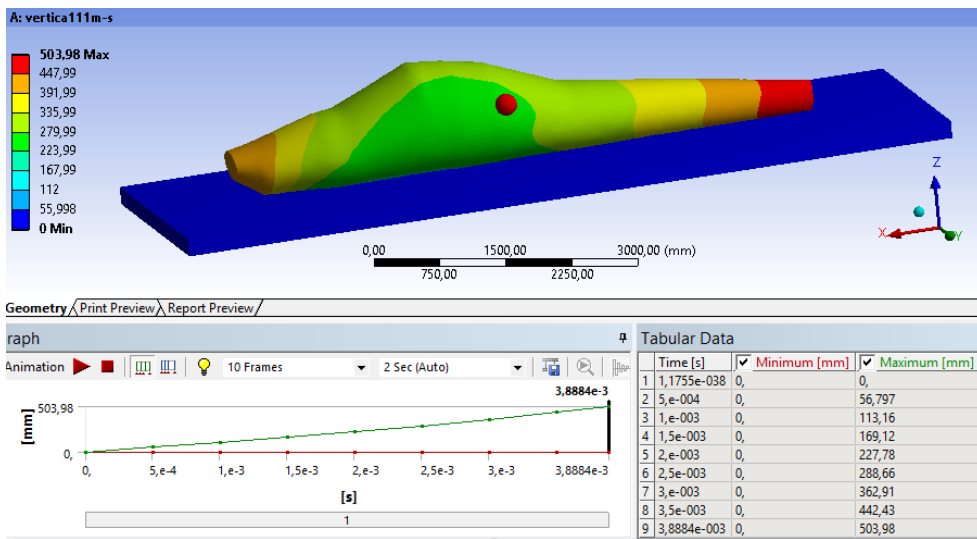 A: vertica111m-s
503,98 Max
447,99
391,99
335,99
279,99
223,99
167,99
112
55,998
0 Min
Z
X
Y
0,00 1500,00 3000,00 (mm)
750,00 2250,00
Geometry Print Preview Report Preview
raph
Animation 10 Frames 2 Sec (Auto)
3,8884e-3
503,98
[mm]
0,
0, 5,e-4 1,e-3 1,5e-3 2,e-3 2,5e-3 3,e-3 3,8884e-3
[s]
1
Tabular Data
Time [s] Minimum [mm] Maximum [mm]
1 1,1755e-038 0, 0,
2 5,e-004 0, 56,797
3 1,e-003 0, 113,16
4 1,5e-003 0, 169,12
5 2,e-003 0, 227,78
6 2,5e-003 0, 288,66
7 3,e-003 0, 362,91
8 3,5e-003 0, 442,43
9 3,8884e-003 0, 503,98